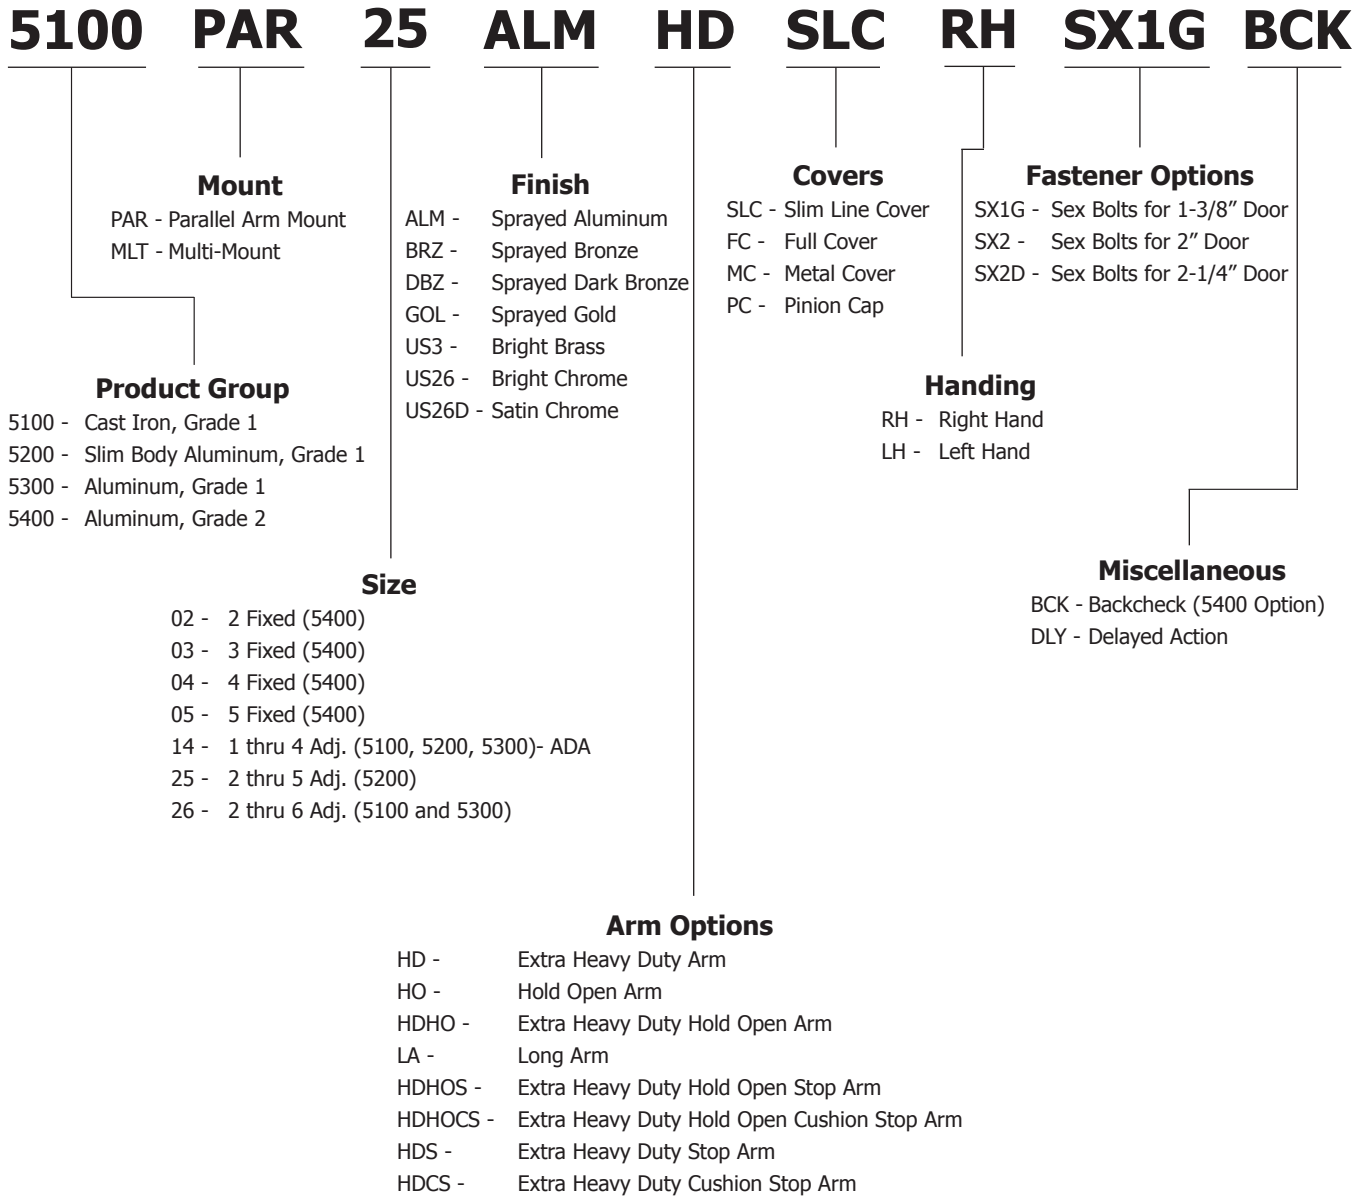 5100 PAR 25 ALM HD SLC RH SX1G BCK
Mount
PAR - Parallel Arm Mount
MLT - Multi-Mount
Finish
ALM - Sprayed Aluminum
BRZ - Sprayed Bronze
DBZ - Sprayed Dark Bronze
GOL - Sprayed Gold
US3 - Bright Brass
US26 - Bright Chrome
US26D - Satin Chrome
Covers
SLC - Slim Line Cover
FC - Full Cover
MC - Metal Cover
PC - Pinion Cap
Fastener Options
SX1G - Sex Bolts for 1-3/8” Door
SX2 - Sex Bolts for 2” Door
SX2D - Sex Bolts for 2-1/4” Door
Product Group
5100 - Cast Iron, Grade 1
5200 - Slim Body Aluminum, Grade 1
5300 - Aluminum, Grade 1
5400 - Aluminum, Grade 2
Handing
RH - Right Hand
LH - Left Hand
Size
02 - 2 Fixed (5400)
03 - 3 Fixed (5400)
04 - 4 Fixed (5400)
05 - 5 Fixed (5400)
14 - 1 thru 4 Adj. (5100, 5200, 5300)- ADA
25 - 2 thru 5 Adj. (5200)
26 - 2 thru 6 Adj. (5100 and 5300)
Miscellaneous
BCK - Backcheck (5400 Option)
DLY - Delayed Action
Arm Options
HD - Extra Heavy Duty Arm
HO - Hold Open Arm
HDHO - Extra Heavy Duty Hold Open Arm
LA - Long Arm
HDHOS - Extra Heavy Duty Hold Open Stop Arm
HDHOCS - Extra Heavy Duty Hold Open Cushion Stop Arm
HDS - Extra Heavy Duty Stop Arm
HDCS - Extra Heavy Duty Cushion Stop Arm